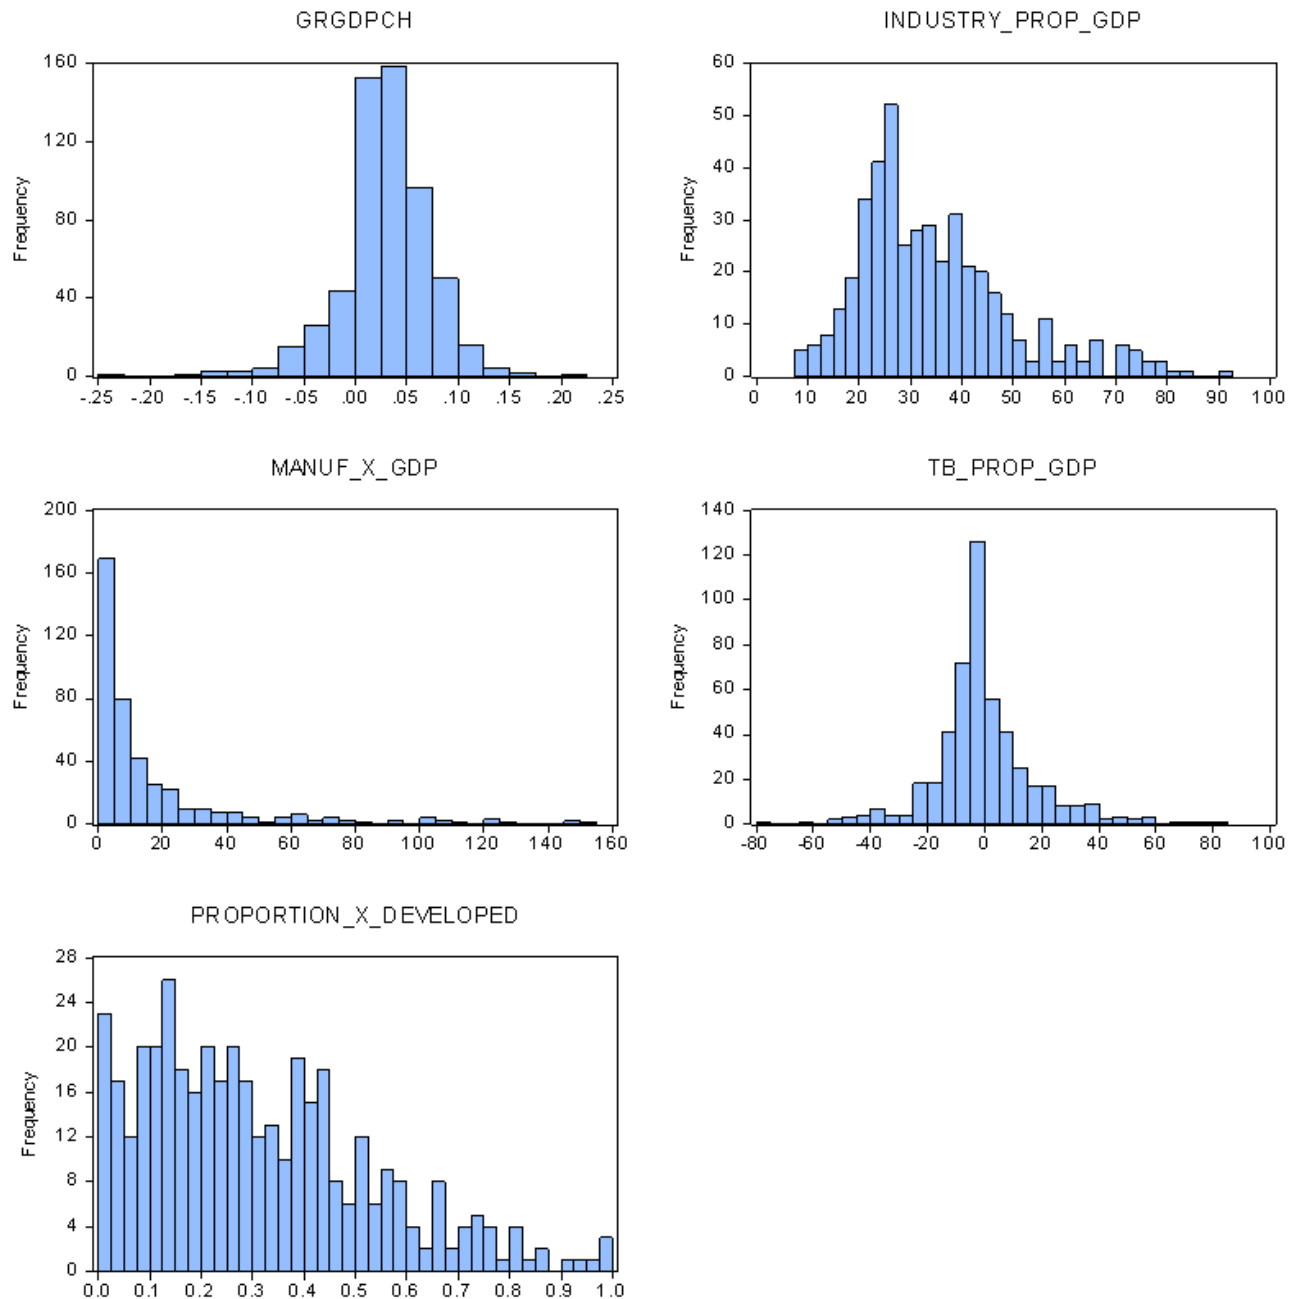 GRGDPCH
Frequency
160
120
80
40
0
-.25 -.20 -.15 -.10 -.05 .00 .05 .10 .15 .20 .25
INDUSTRY_PROP_GDP
Frequency
60
50
40
30
20
10
0
0 10 20 30 40 50 60 70 80 90 100
MANUF_X_GDP
Frequency
200
160
120
80
40
0
0 20 40 60 80 100 120 140 160
TB_PROP_GDP
Frequency
140
120
100
80
60
40
20
0
-80 -60 -40 -20 0 20 40 60 80 100
PROPORTION_X_DEVELOPED
Frequency
28
24
20
16
12
8
4
0
0.0 0.1 0.2 0.3 0.4 0.5 0.6 0.7 0.8 0.9 1.0